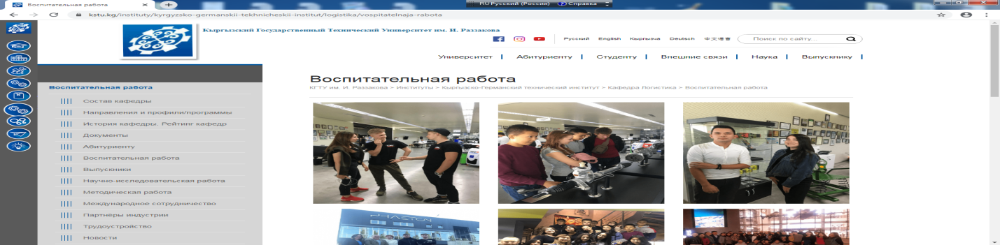 RU Русский (Россия) Справка
Воспитательная работа
kstu.kg/instituty/kyrgyzsko-germanskii-tekhnicheskii-institut/logistika/vospitatelnaja-rabota
Кыргызский Государственный Технический Университет им. И. Раззакова
Русский English Кыргызча Deutsch 中文语言 Поиск по сайту...
Университет Абитуриенту Студенту Внешние связи Наука Выпускнику
Воспитательная работа
Состав кафедры
Направления и профили/программы
История кафедры. Рейтинг кафедр
Документы
Абитуриенту
Воспитательная работа
Выпускники
Научно-исследовательская работа
Методическая работа
Международное сотрудничество
Партнёры индустрии
Трудоустройство
Новости
Воспитательная работа
КГТУ им. И. Раззакова > Институты > Кыргызско-Германский технический институт > Кафедра Логистика > Воспитательная работа